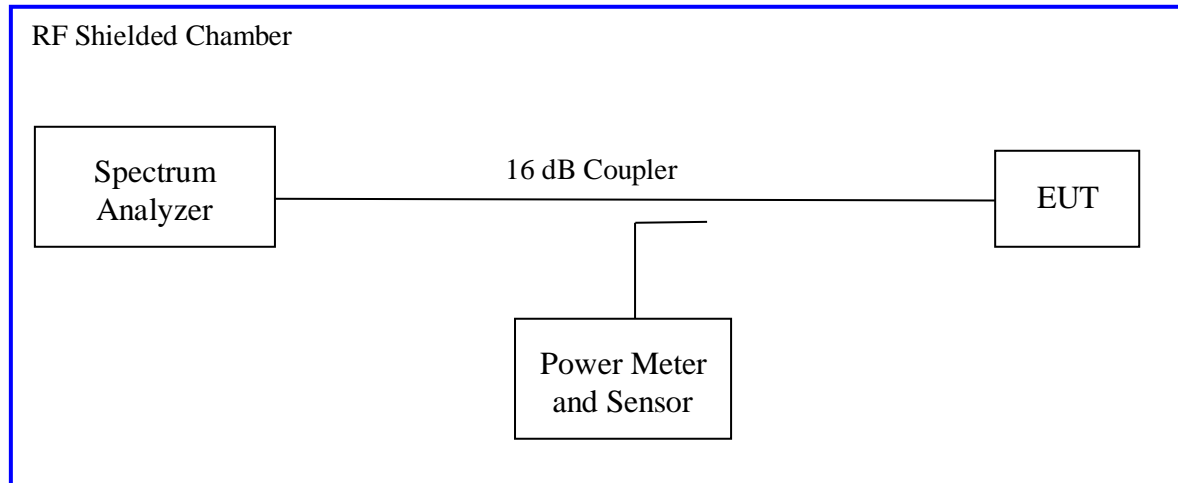 RF Shielded Chamber
Spectrum
Analyzer
16 dB Coupler
EUT
Power Meter
and Sensor